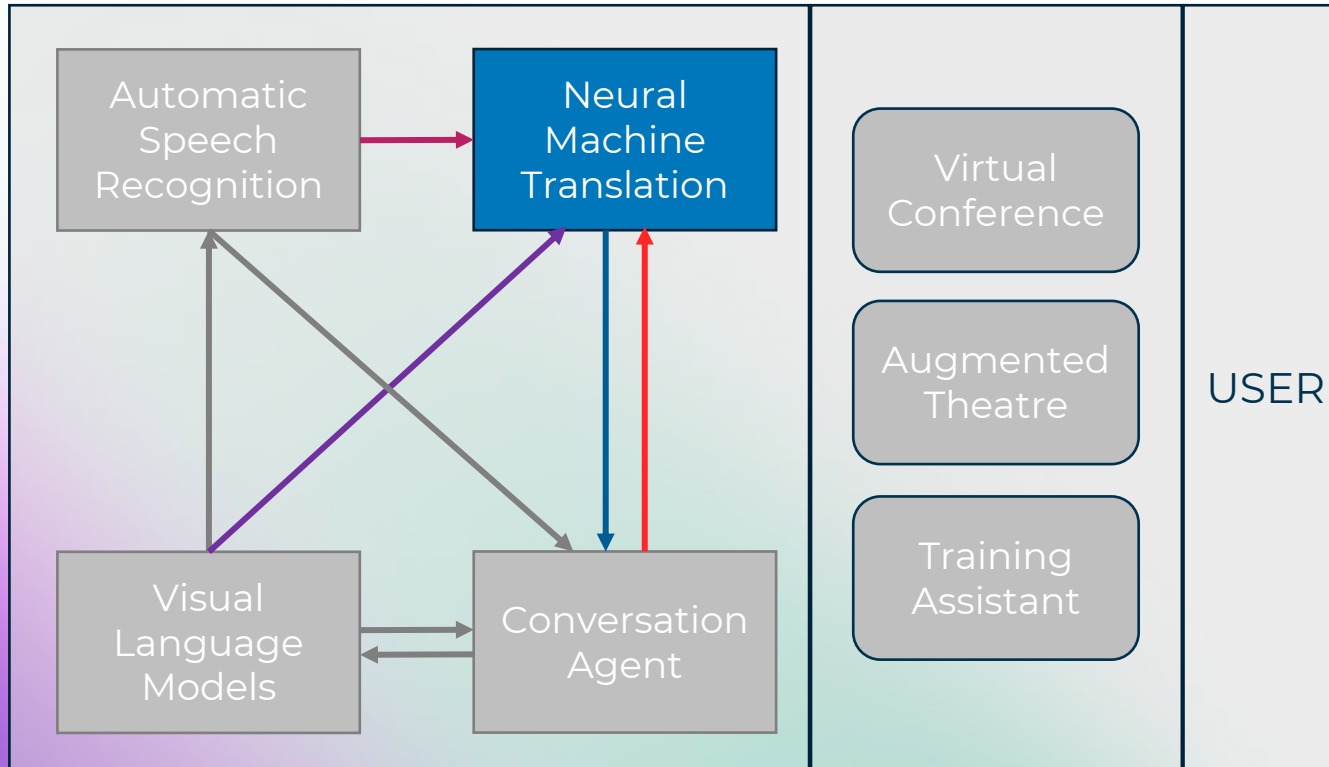 Automatic
Speech
Recognition
Neural
Machine
Translation
Visual
Language
Models
Conversation
Agent
Virtual
Conference
Augmented
Theatre
Training
Assistant
USER